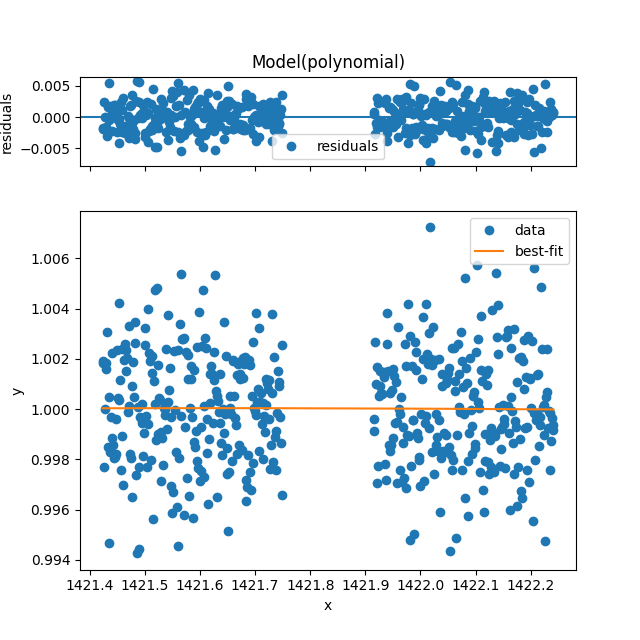 Model(polynomial)
0.005
0.000
−0.005
residuals
residuals
data
best-fit
1.006
1.004
1.002
1.000
0.998
0.996
0.994
y
1421.4 1421.5 1421.6 1421.7 1421.8 1421.9 1422.0 1422.1 1422.2
x